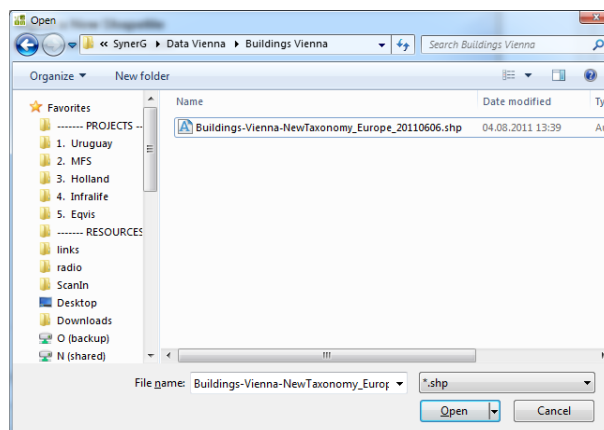 Open
« SynerG ▸ Data Vienna ▸ Buildings Vienna
Search Buildings Vienna
Organize ▾ New folder
Name Date modified Ty
Favorites
------- PROJECTS --
1. Uruguay
2. MFS
3. Holland
4. Infralife
5. Eqvis
------- RESOURCES
links
radio
ScanIn
Desktop
Downloads
O (backup)
N (shared)
Buildings-Vienna-NewTaxonomy_Europe_20110606.shp 04.08.2011 13:39
File name: Buildings-Vienna-NewTaxonomy_Europ *.shp
Open Cancel